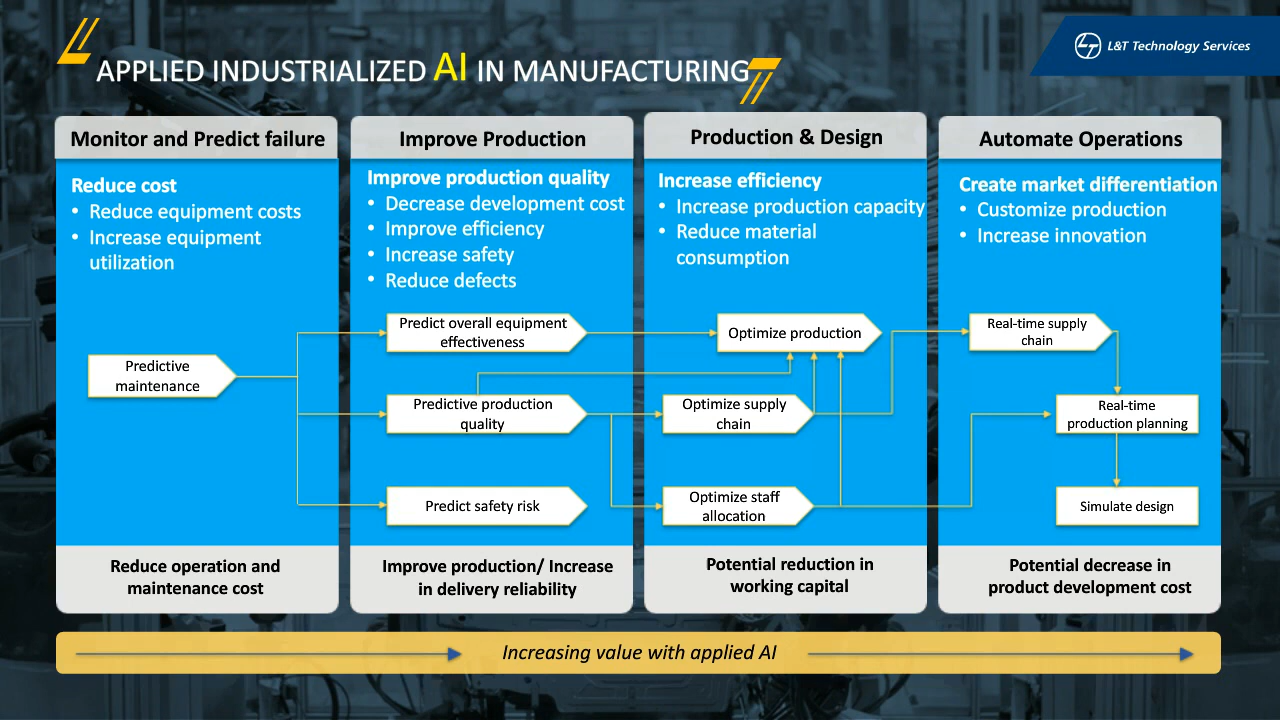 APPLIED INDUSTRIALIZED AI IN MANUFACTURING
L&T Technology Services
Monitor and Predict failure
Reduce cost
• Reduce equipment costs
• Increase equipment
utilization
Predictive
maintenance
Reduce operation and
maintenance cost
Improve Production
Improve production quality
• Decrease development cost
• Improve efficiency
• Increase safety
• Reduce defects
Predict overall equipment
effectiveness
Predictive production
quality
Predict safety risk
Improve production/ Increase
in delivery reliability
Production & Design
Increase efficiency
• Increase production capacity
• Reduce material
consumption
Optimize production
Optimize supply
chain
Optimize staff
allocation
Potential reduction in
working capital
Automate Operations
Create market differentiation
• Customize production
• Increase innovation
Real-time supply
chain
Real-time
production planning
Simulate design
Potential decrease in
product development cost
Increasing value with applied AI